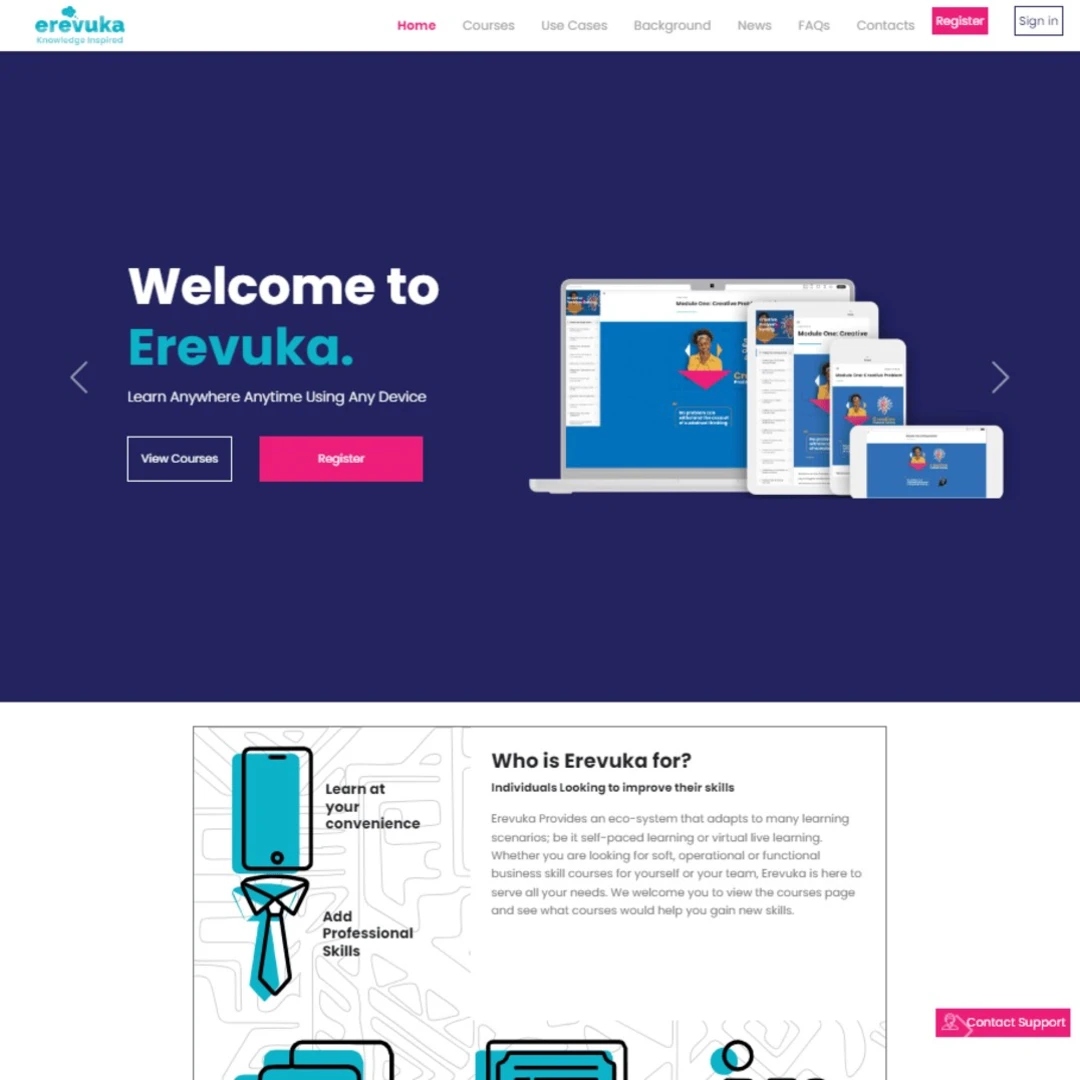 erevuka
Knowledge Inspired
Home
Courses
Use Cases
Background
News
FAQs
Contacts
Register
Sign in
Welcome to
Erevuka.
Learn Anywhere Anytime Using Any Device
View Courses
Register
Module One: Creative
Learn at
your
convenience
Add
Professional
Skills
Who is Erevuka for?
Individuals Looking to improve their skills
Erevuka Provides an eco-system that adapts to many learning
scenarios; be it self-paced learning or virtual live learning.
Whether you are looking for soft, operational or functional
business skill courses for yourself or your team, Erevuka is here to
serve all your needs. We welcome you to view the courses page
and see what courses would help you gain new skills.
Contact Support